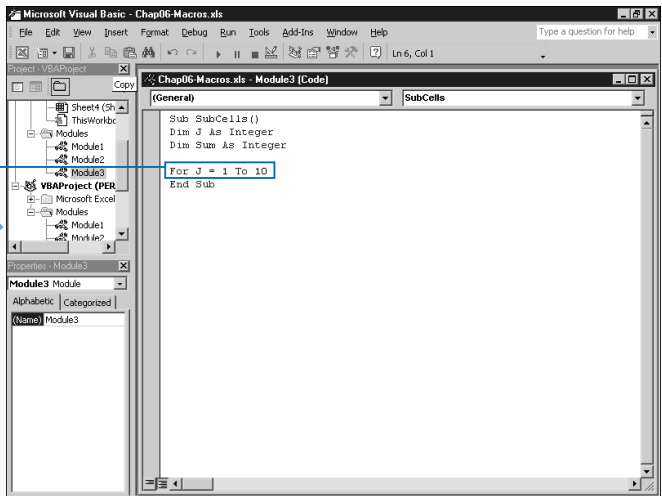 Microsoft Visual Basic - Chap06-Macros.xls
File Edit View Insert Format Debug Run Tools Add-Ins Window Help
Type a question for help
Ln 6, Col 1
Project - VBAProject
Copy
Sheet4 (Sh
ThisWorkbo
Modules
Module1
Module2
Module3
VBAProject (PER
Microsoft Excel
Modules
Module1
Module2
Properties - Module3
Module3 Module
Alphabetic Categorized
(Name) Module3
Chap06-Macros.xls - Module3 (Code)
(General) SubCells
Sub SubCells()
Dim J As Integer
Dim Sum As Integer
For J = 1 To 10
End Sub